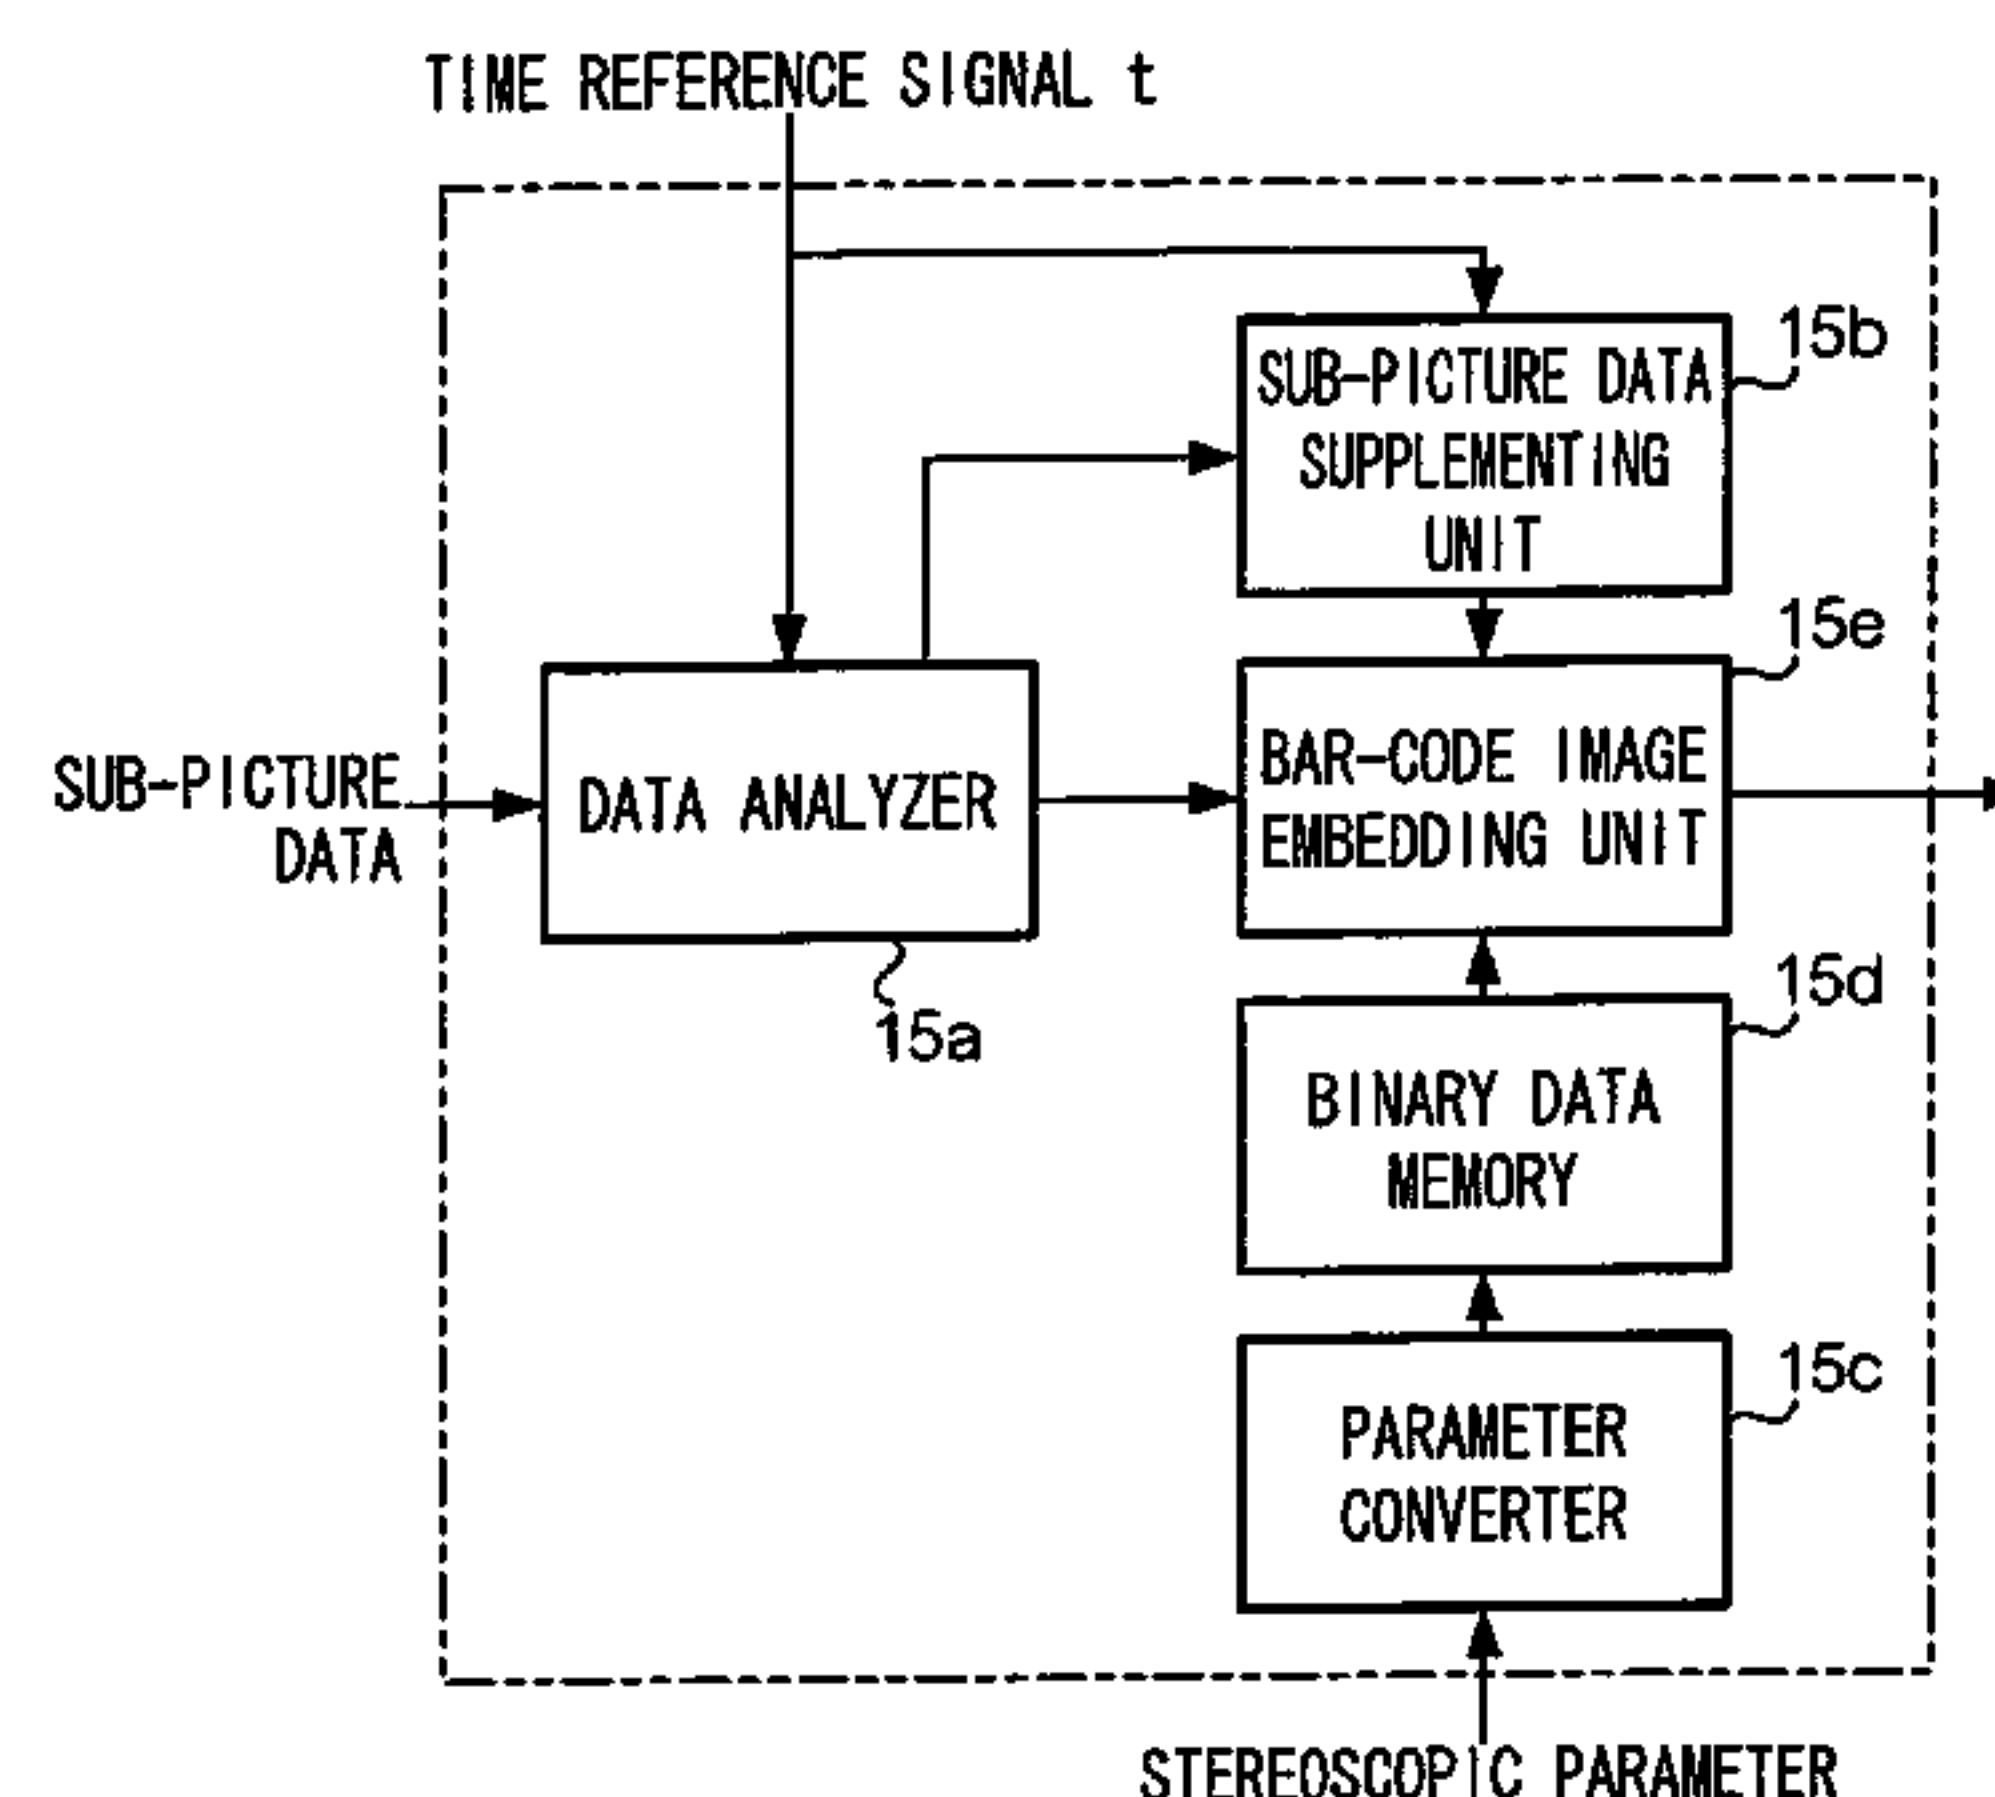 TIME REFERENCE SIGNAL t
15b
SUB-PICTURE DATA
SUPPLEMENTING
UNIT
15e
SUB-PICTURE
DATA
DATA ANALYZER
BAR-CODE IMAGE
EMBEDDING UNIT
15a
15d
BINARY DATA
MEMORY
15c
PARAMETER
CONVERTER
STEREOSCOPIC PARAMETER